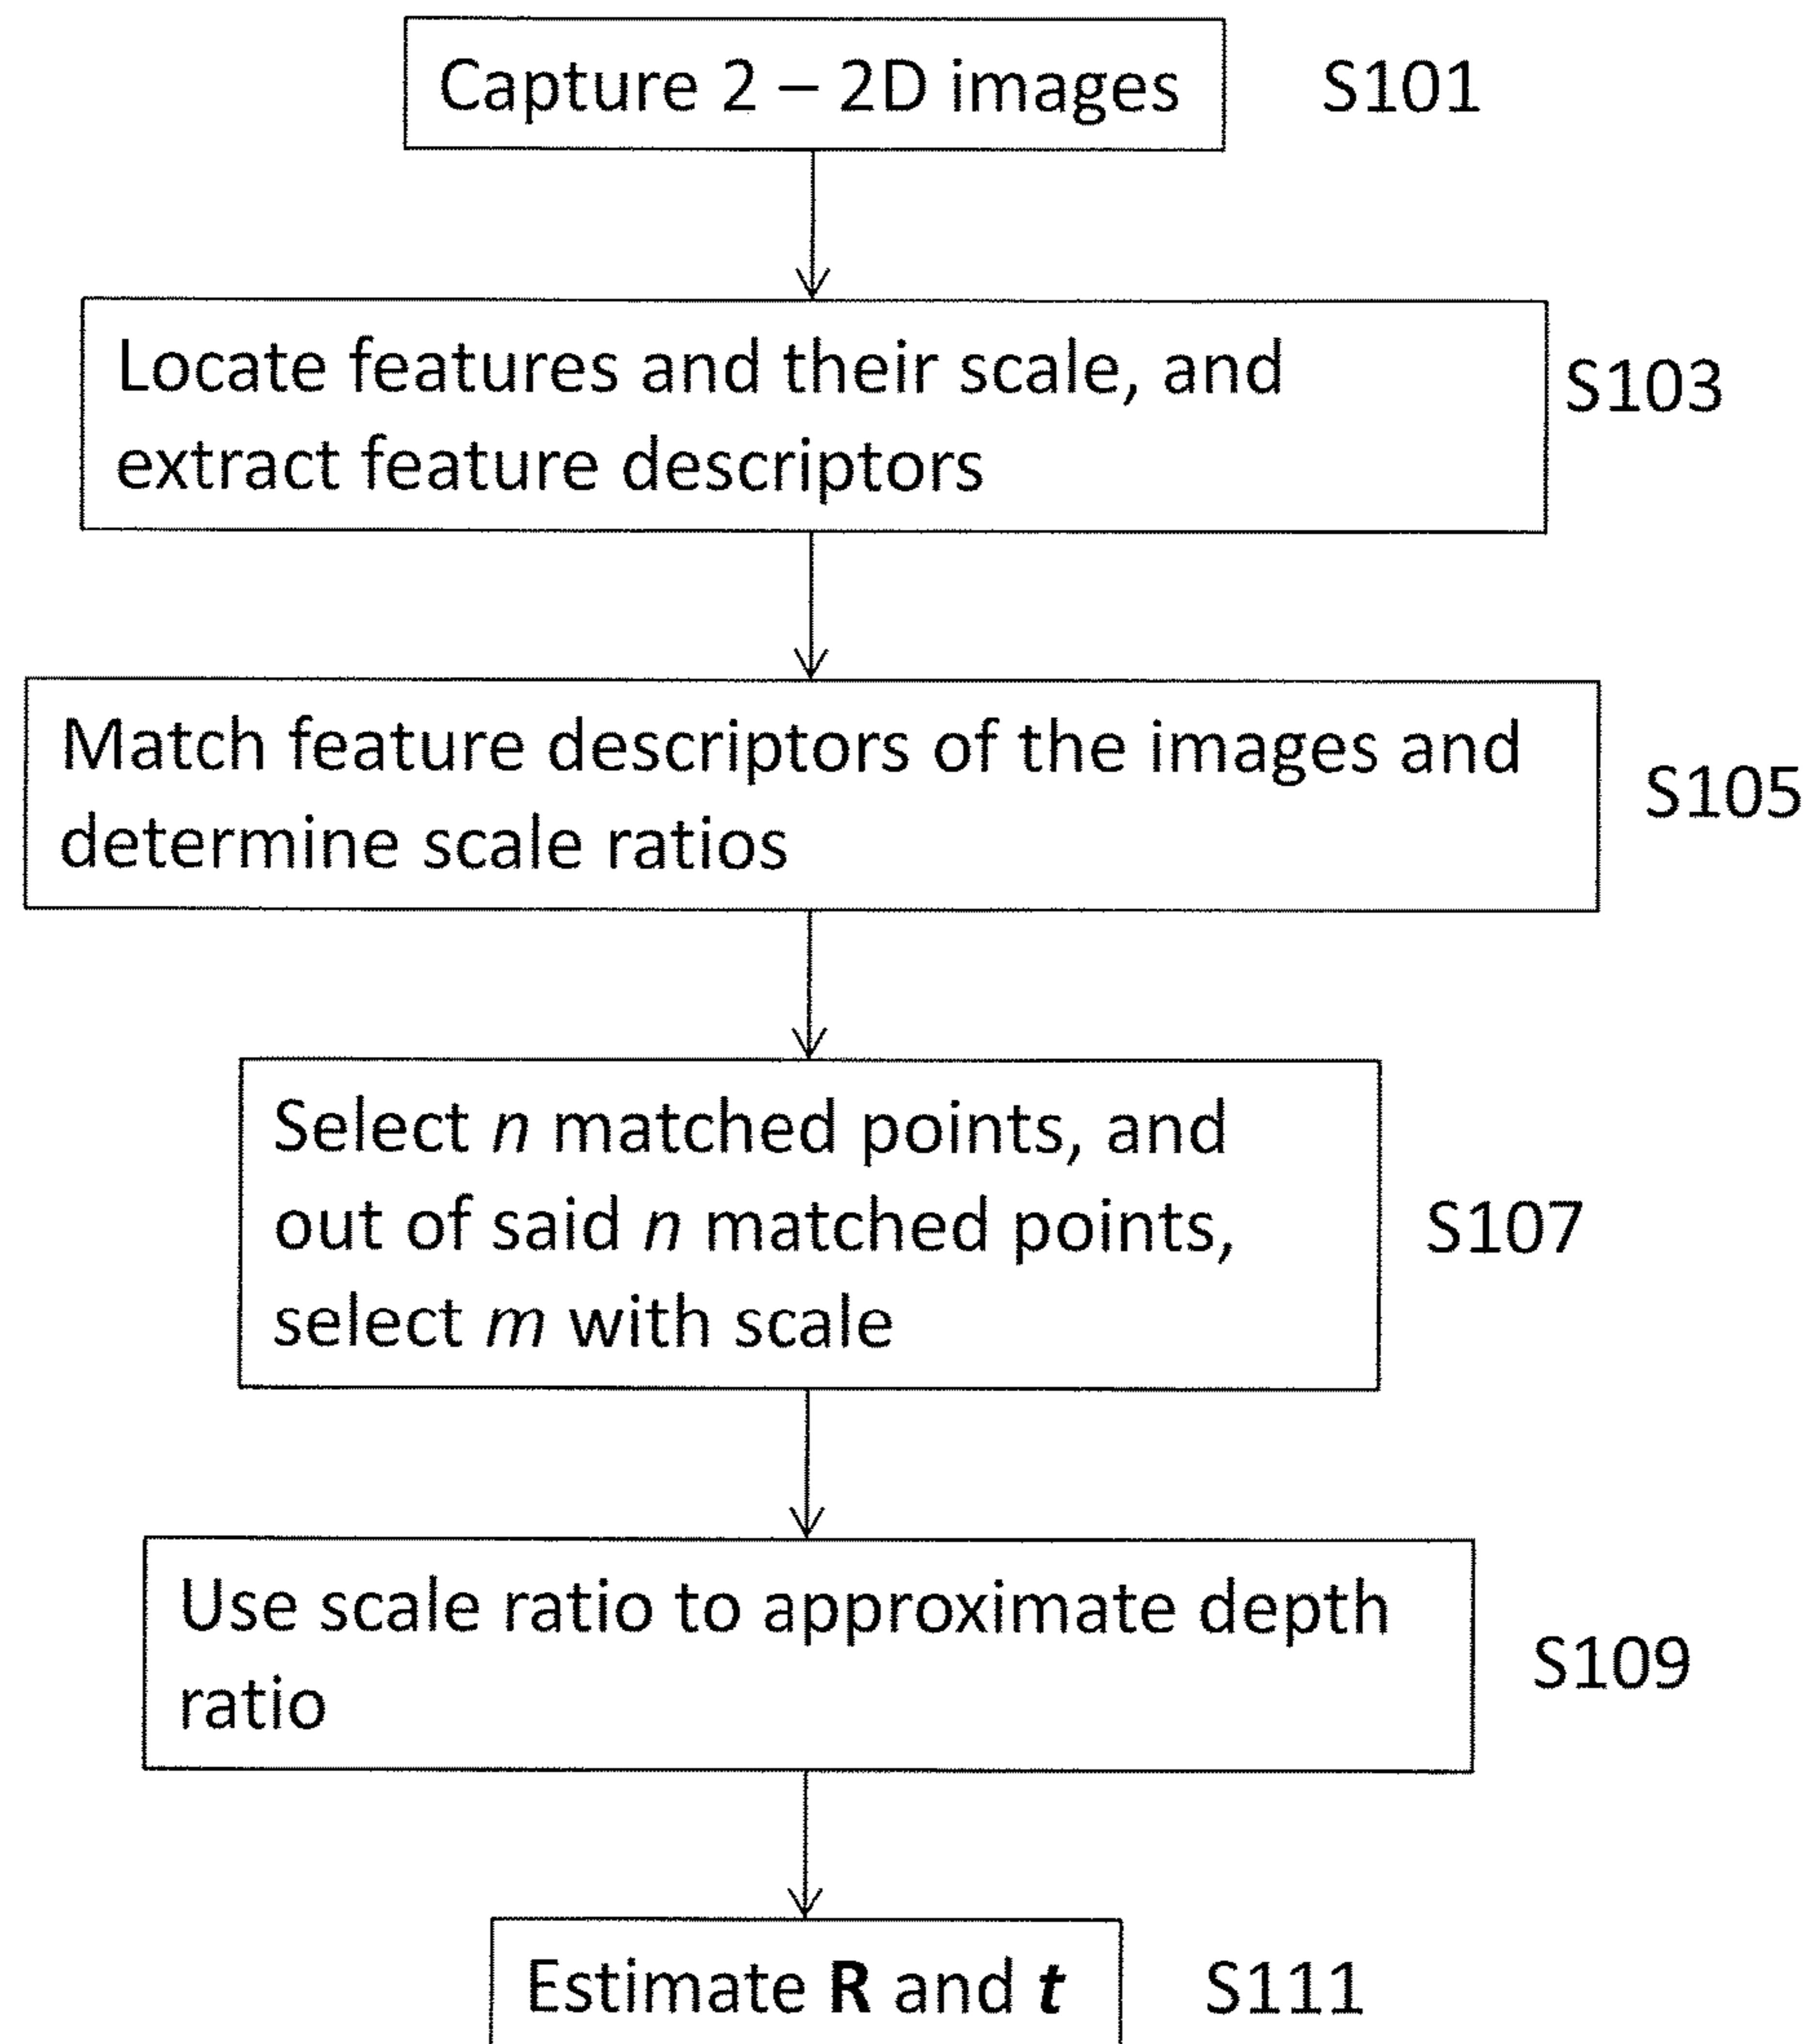 Capture 2 – 2D images
S101
Locate features and their scale, and
extract feature descriptors
S103
Match feature descriptors of the images and
determine scale ratios
S105
Select n matched points, and
out of said n matched points,
select m with scale
S107
Use scale ratio to approximate depth
ratio
S109
Estimate R and t
S111